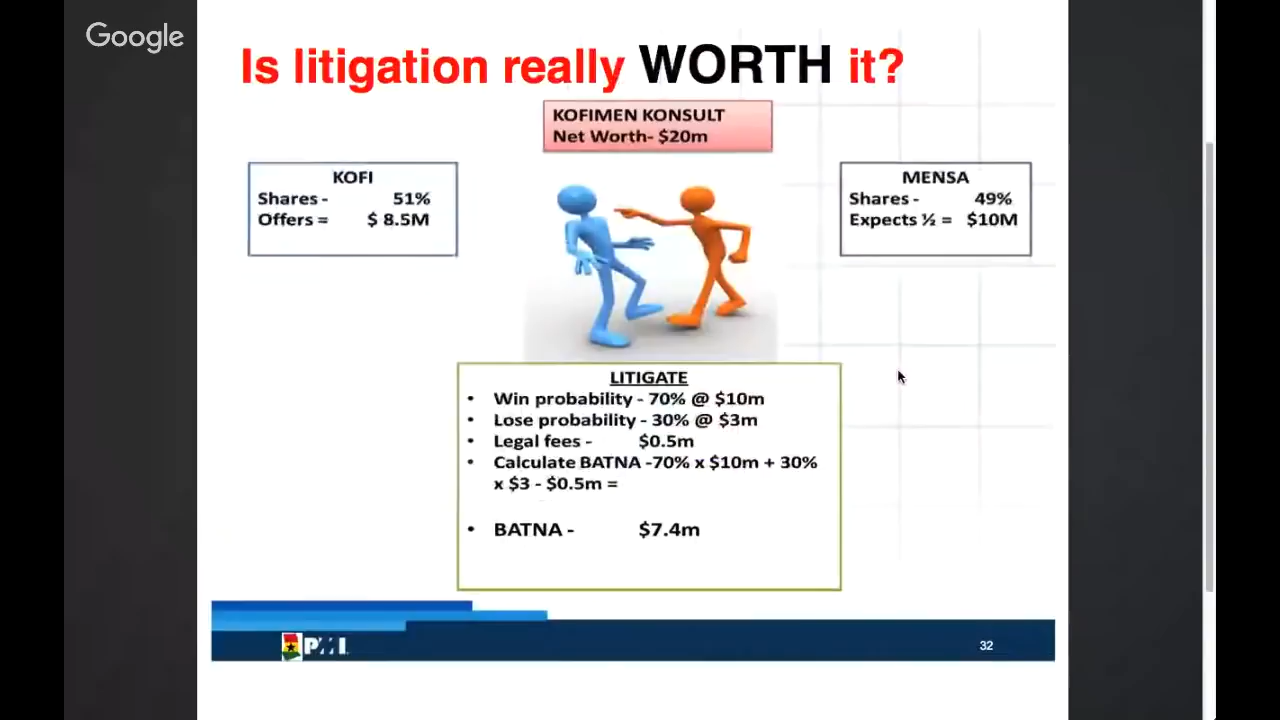 Google
Is litigation really WORTH it?
KOFIMEN KONSULT
Net Worth- $20m
KOFI
Shares - 51%
Offers = $ 8.5M
MENSA
Shares - 49%
Expects ½ = $10M
LITIGATE
• Win probability - 70% @ $10m
• Lose probability - 30% @ $3m
• Legal fees - $0.5m
• Calculate BATNA -70% x $10m + 30%
x $3 - $0.5m =
• BATNA - $7.4m
PMI
32